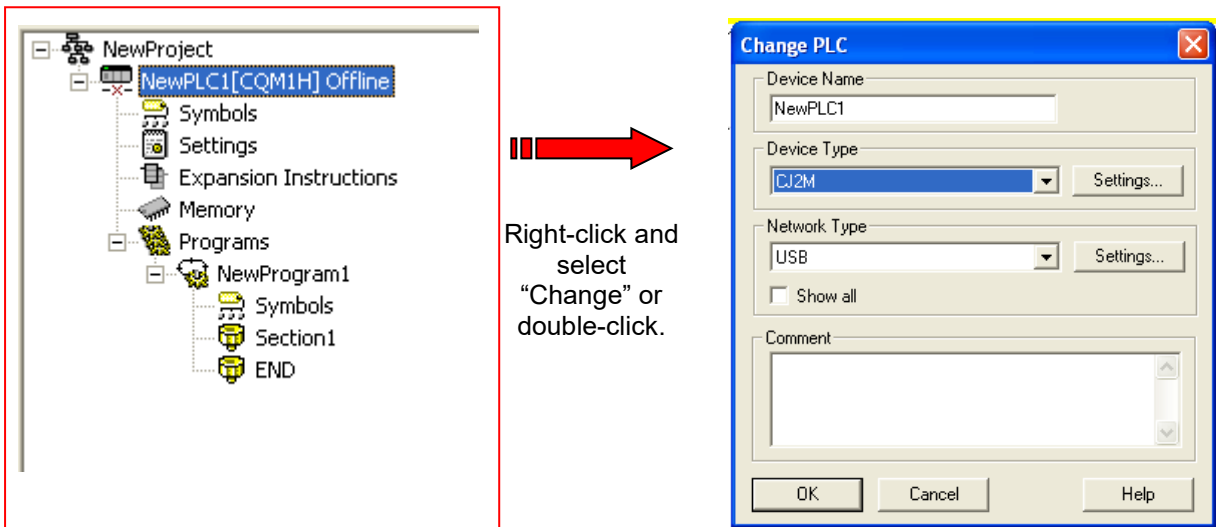 NewProject
NewPLC1[CQM1H] Offline
Symbols
Settings
Expansion Instructions
Memory
Programs
NewProgram1
Symbols
Section1
END
Right-click and
select
“Change” or
double-click.
Change PLC
Device Name
NewPLC1
Device Type
CJ2M
Settings...
Network Type
USB
Settings...
Show all
Comment
OK
Cancel
Help